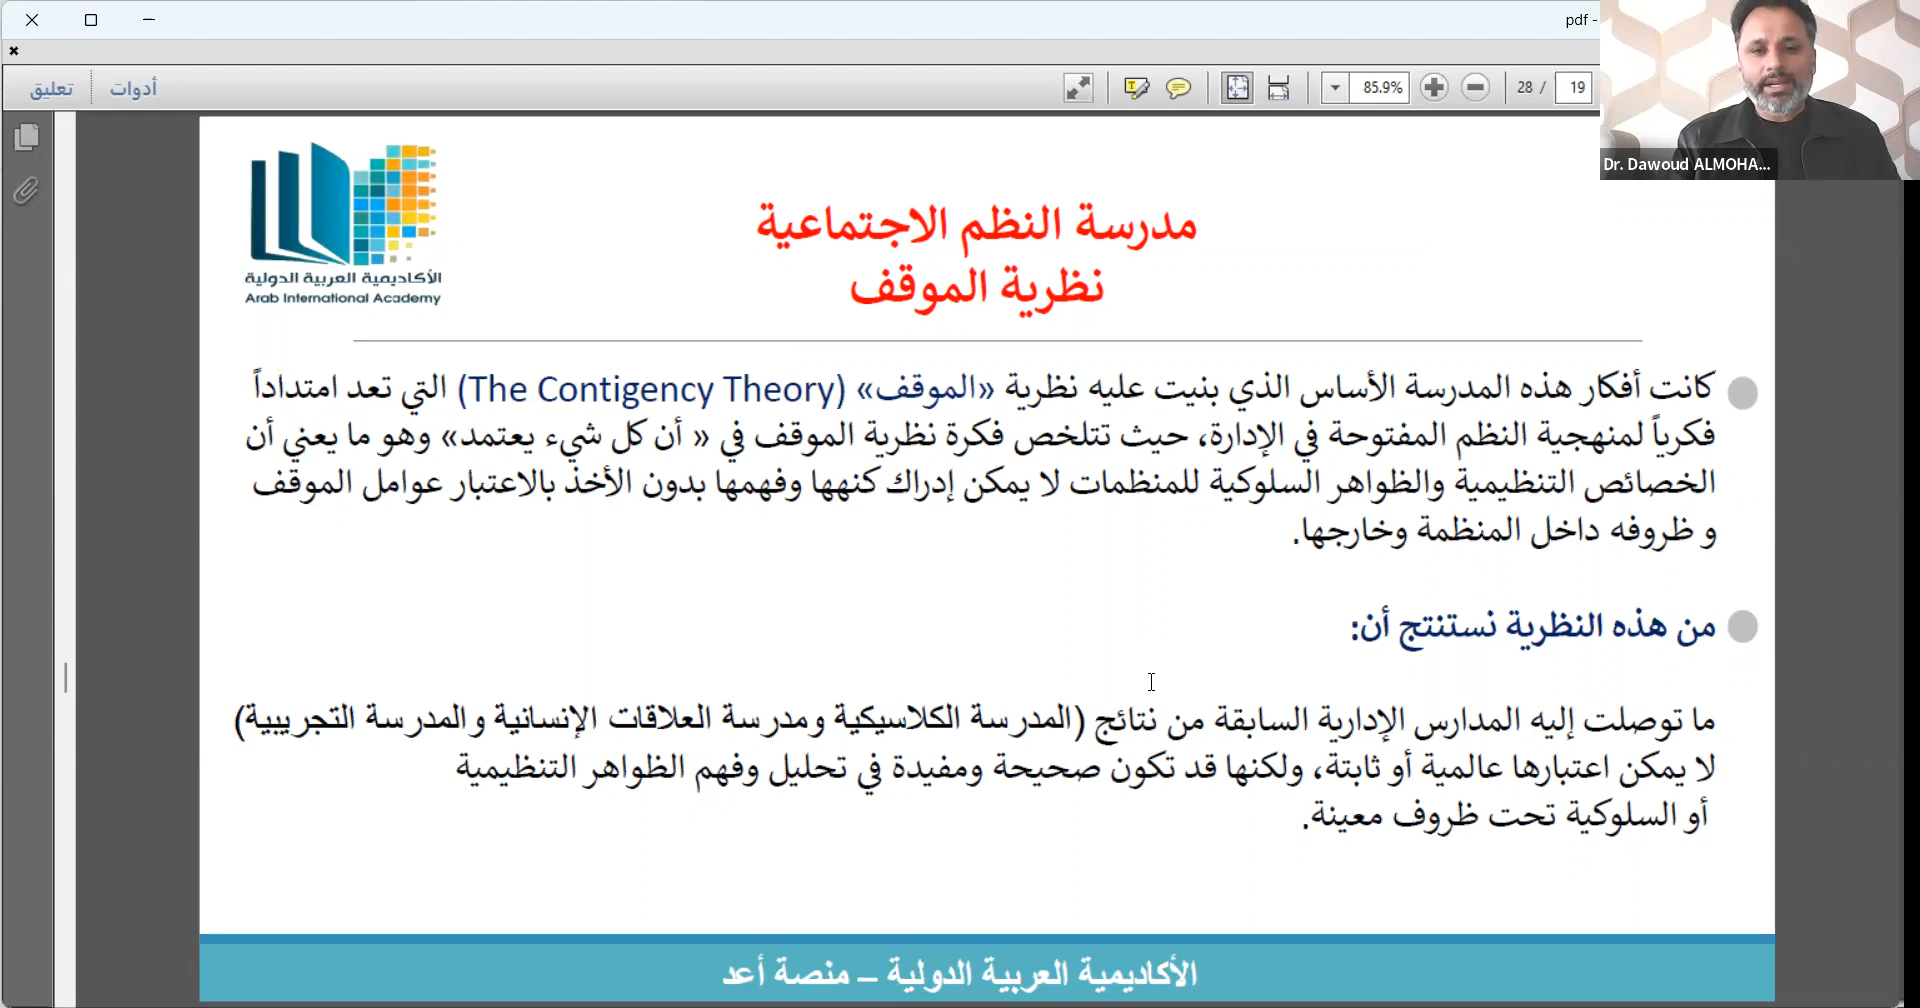 pdf -
تعليق
أدوات
85.9%
28 /
19
Dr. Dawoud ALMOHA...
الأكاديمية العربية الدولية
Arab International Academy
مدرسة النظم الاجتماعية
نظرية الموقف
كانت أفكار هذه المدرسة الأساس الذي بنيت عليه نظرية «الموقف» (The Contigency Theory) التي تعد امتداداً
فكرياً لمنهجية النظم المفتوحة في الإدارة، حيث تتلخص فكرة نظرية الموقف في « أن كل شيء يعتمد» وهو ما يعني أن
الخصائص التنظيمية والظواهر السلوكية للمنظمات لا يمكن إدراك كنهها وفهمها بدون الأخذ بالاعتبار عوامل الموقف
و ظروفه داخل المنظمة وخارجها.
من هذه النظرية نستنتج أن:
ما توصلت إليه المدارس الإدارية السابقة من نتائج (المدرسة الكلاسيكية ومدرسة العلاقات الإنسانية والمدرسة التجريبية)
لا يمكن اعتبارها عالمية أو ثابتة، ولكنها قد تكون صحيحة ومفيدة في تحليل وفهم الظواهر التنظيمية
أو السلوكية تحت ظروف معينة.
الأكاديمية العربية الدولية – منصة أعد